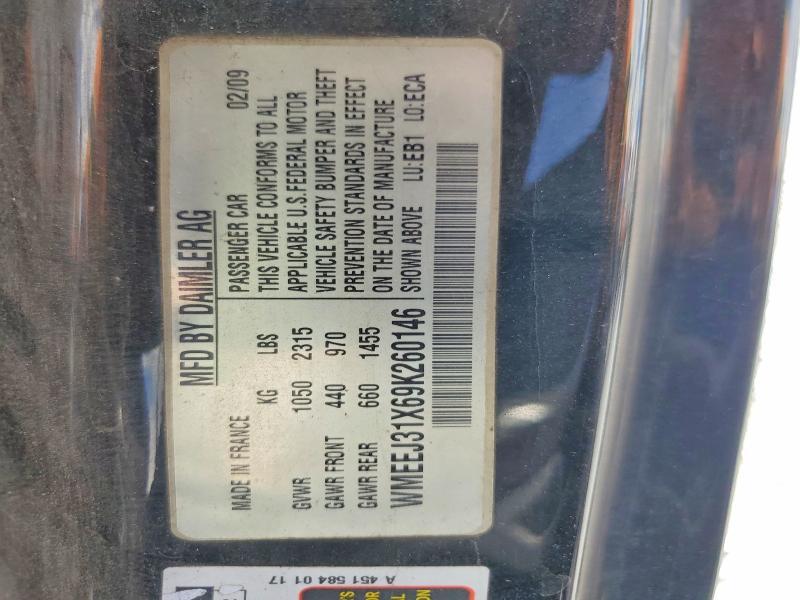 MFD BY DAIMLER AG
MADE IN FRANCE PASSENGER CAR 02/09
KG LBS THIS VEHICLE CONFORMS TO ALL
GVWR 1050 2315 APPLICABLE U.S. FEDERAL MOTOR
GAWR FRONT 440 970 VEHICLE SAFETY BUMPER AND THEFT
GAWR REAR 660 1455 PREVENTION STANDARDS IN EFFECT
ON THE DATE OF MANUFACTURE
WMEEJ31X69K260146 SHOWN ABOVE LU:EB1 LO:ECA
A 451 584 01 17